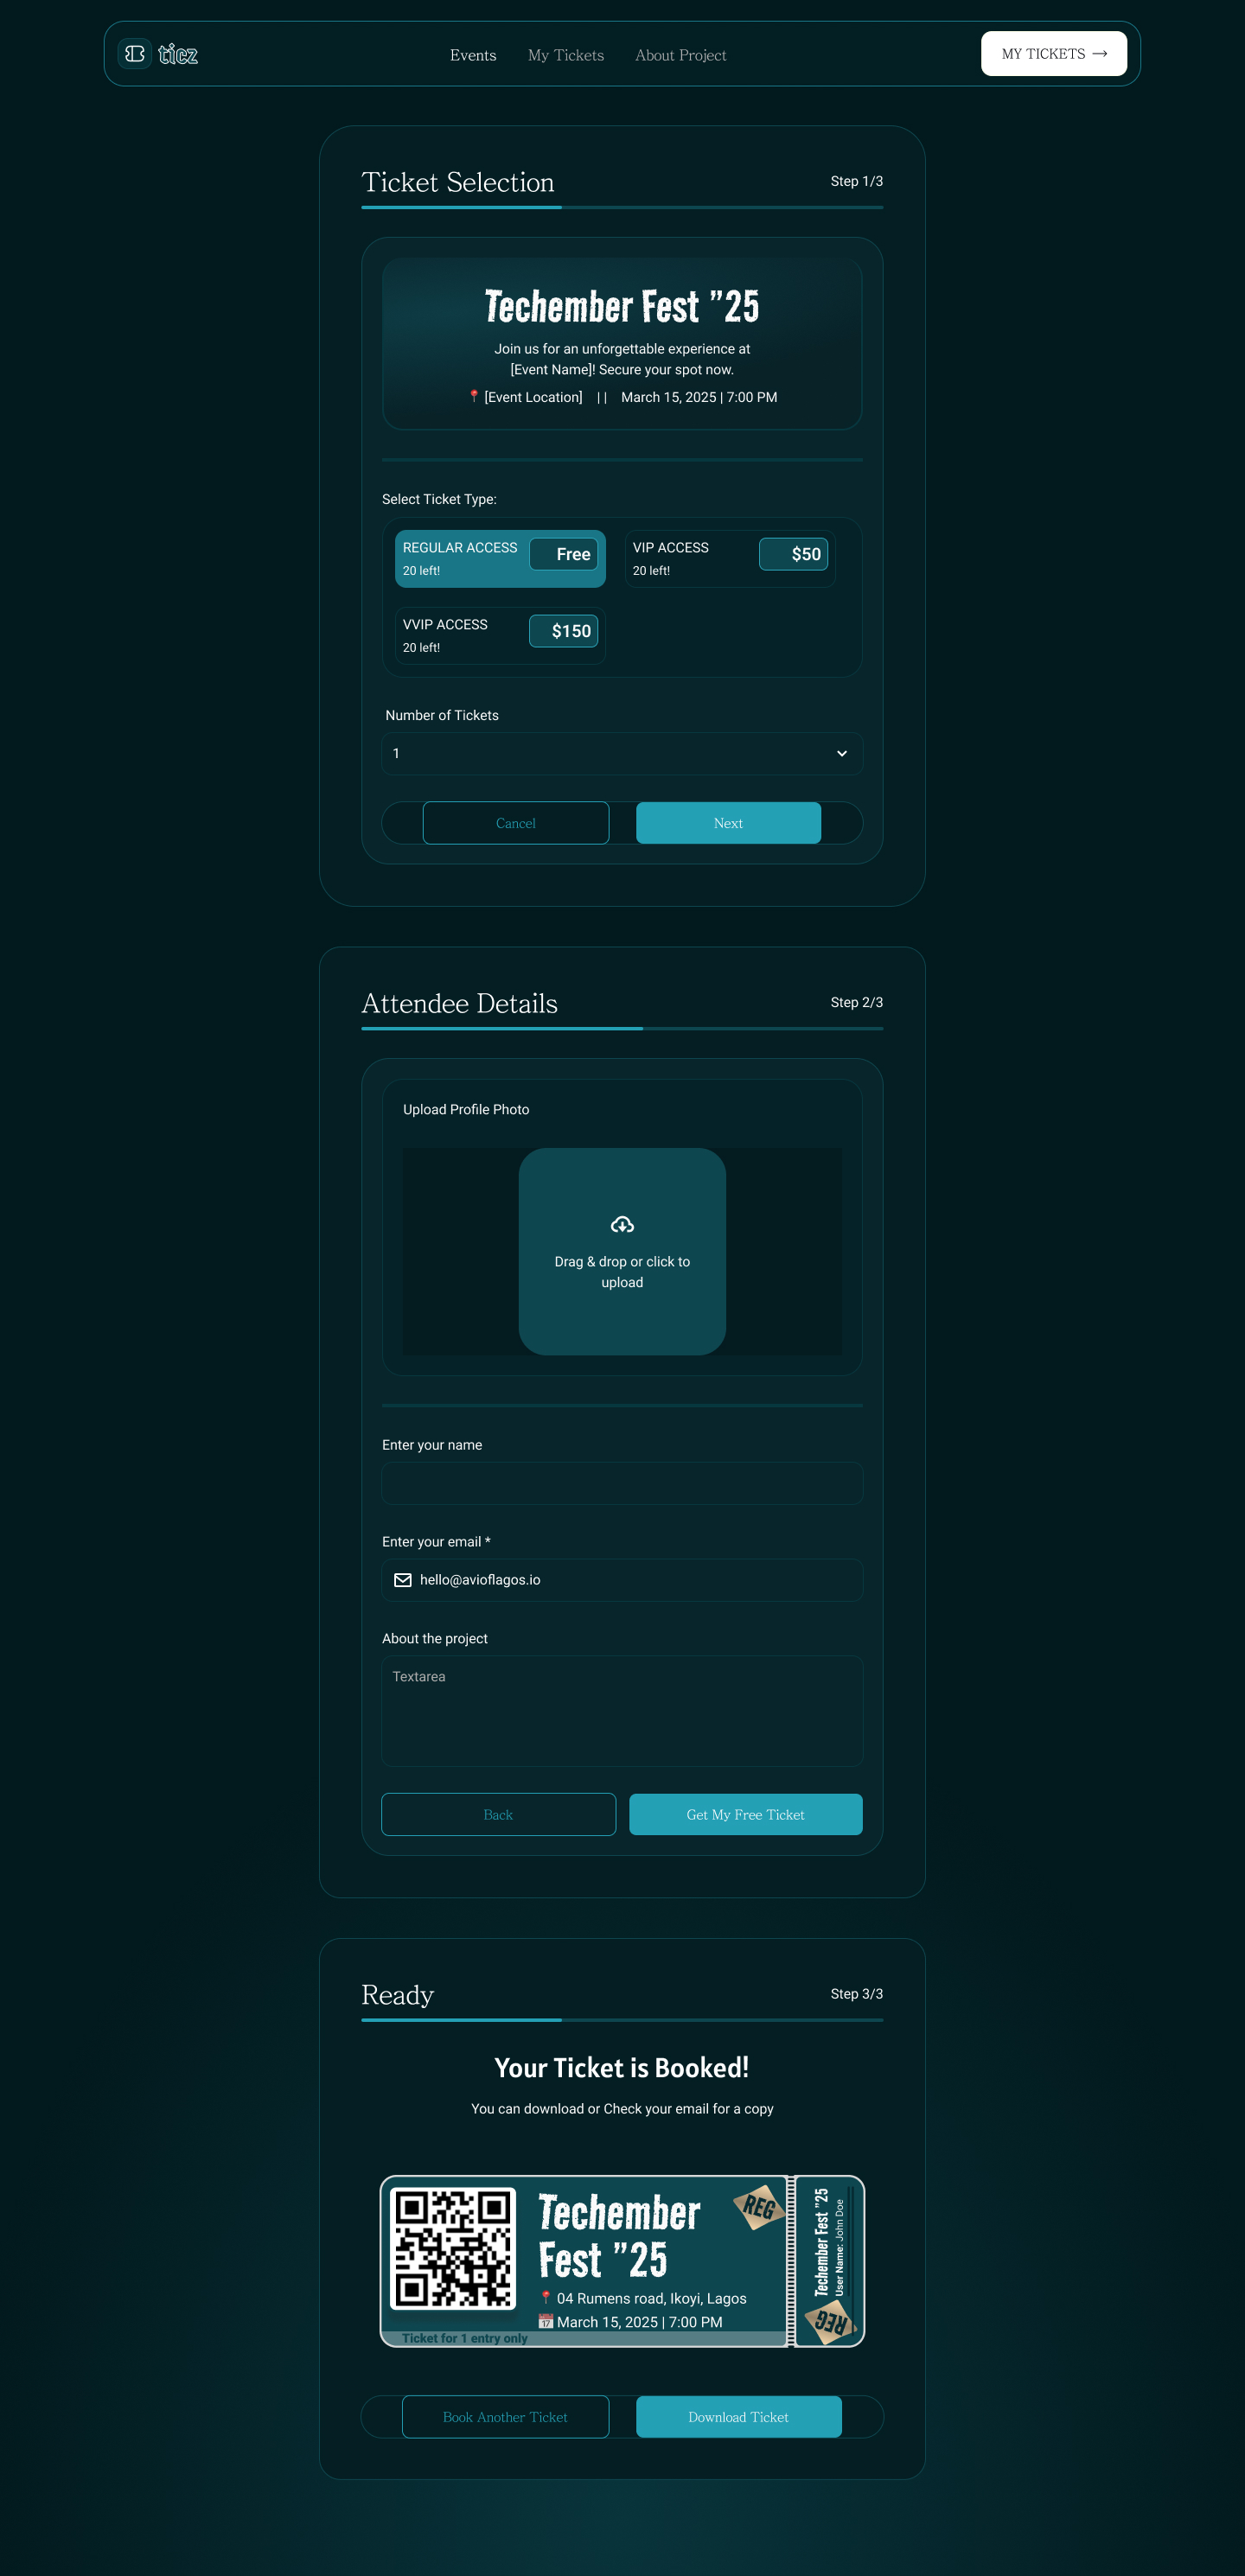 ticz
Events
My Tickets
About Project
MY TICKETS →
Ticket Selection
Step 1/3
Techember Fest ”25
Join us for an unforgettable experience at
[Event Name]! Secure your spot now.
📍 [Event Location] || March 15, 2025 | 7:00 PM
Select Ticket Type:
REGULAR ACCESS
20 left!
Free
VIP ACCESS
20 left!
$50
VVIP ACCESS
20 left!
$150
Number of Tickets
1
Cancel
Next
Attendee Details
Step 2/3
Upload Profile Photo
Drag & drop or click to
upload
Enter your name
Enter your email *
hello@avioflagos.io
About the project
Textarea
Back
Get My Free Ticket
Ready
Step 3/3
Your Ticket is Booked!
You can download or Check your email for a copy
Techember
Fest ”25
REG
📍 04 Rumens road, Ikoyi, Lagos
📅 March 15, 2025 | 7:00 PM
Ticket for 1 entry only
Techember Fest ”25
User Name: John Doe
REG
Book Another Ticket
Download Ticket